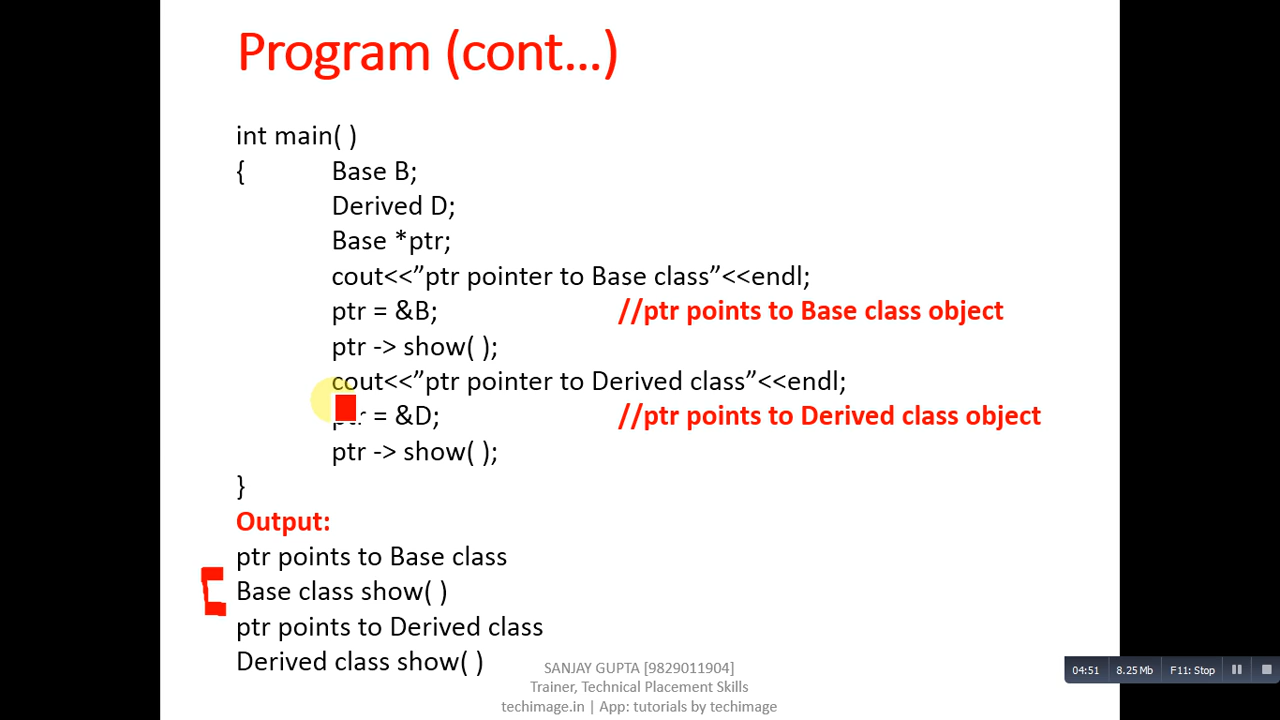 Program (cont...)
int main( )
{ Base B;
Derived D;
Base *ptr;
cout<<”ptr pointer to Base class”<<endl;
ptr = &B; //ptr points to Base class object
ptr -> show( );
cout<<”ptr pointer to Derived class”<<endl;
ptr = &D; //ptr points to Derived class object
ptr -> show( );
}
Output:
ptr points to Base class
Base class show( )
ptr points to Derived class
Derived class show( )
SANJAY GUPTA [9829011904]
Trainer, Technical Placement Skills
techimage.in | App: tutorials by techimage
04:51 8.25 Mb F11: Stop